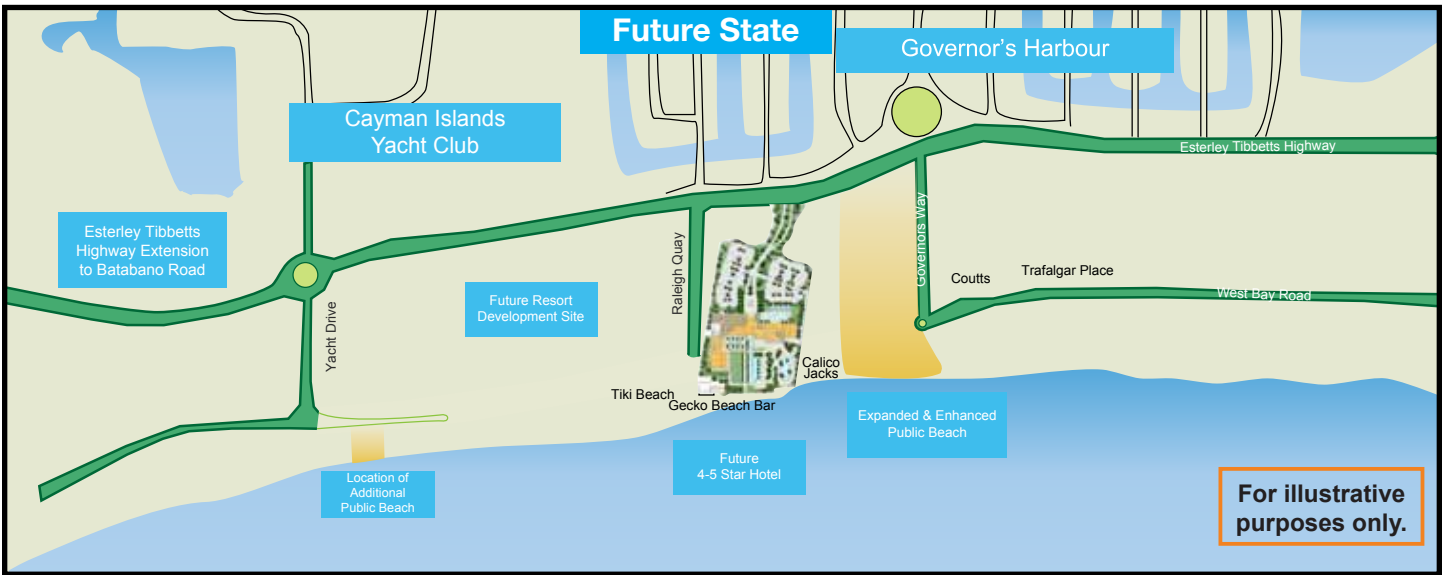 Future State
Governor's Harbour
Cayman Islands
Yacht Club
Esterley Tibbetts Highway
Esterley Tibbetts
Highway Extension
to Batabano Road
Governors Way
Raleigh Quay
Coutts
Trafalgar Place
West Bay Road
Future Resort
Development Site
Yacht Drive
Calico
Jacks
Tiki Beach
Gecko Beach Bar
Expanded & Enhanced
Public Beach
Future
4-5 Star Hotel
Location of
Additional
Public Beach
For illustrative
purposes only.